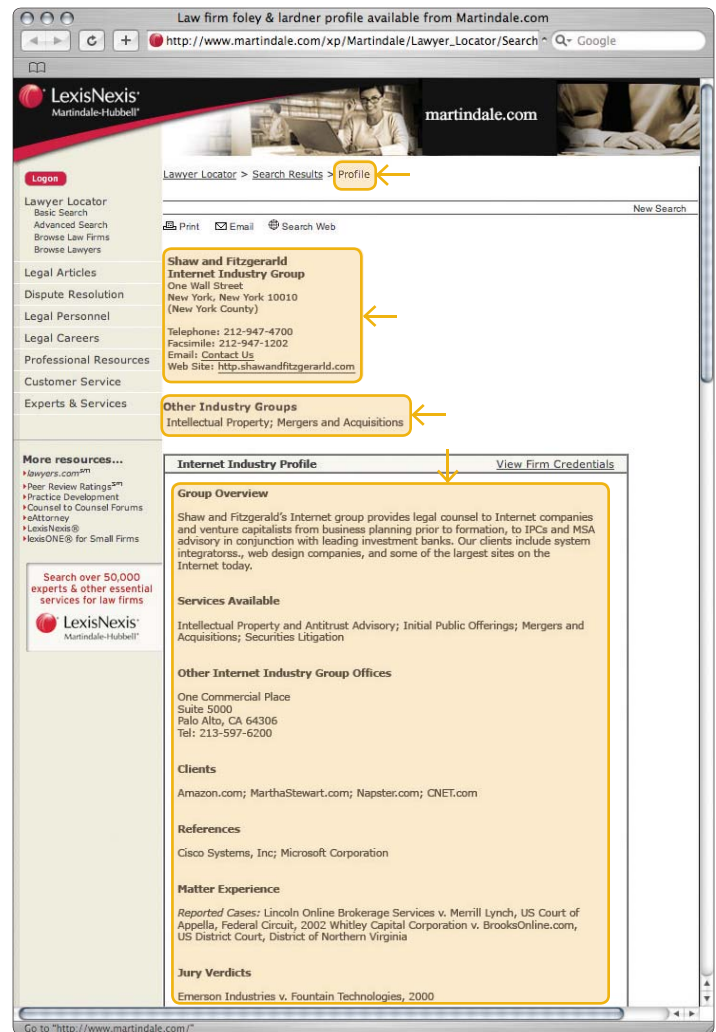 Law firm foley & lardner profile available from Martindale.com
http://www.martindale.com/xp/Martindale/Lawyer_Locator/Search
Google
LexisNexis®
Martindale-Hubbell®
martindale.com
Logon
Lawyer Locator
Basic Search
Advanced Search
Browse Law Firms
Browse Lawyers
Legal Articles
Dispute Resolution
Legal Personnel
Legal Careers
Professional Resources
Customer Service
Experts & Services
More resources...
lawyers.com℠
Peer Review Ratings℠
Practice Development
Counsel to Counsel Forums
eAttorney
LexisNexis®
lexisONE® for Small Firms
Search over 50,000
experts & other essential
services for law firms
LexisNexis®
Martindale-Hubbell®
Lawyer Locator > Search Results > Profile
New Search
Print Email Search Web
Shaw and Fitzgerarld
Internet Industry Group
One Wall Street
New York, New York 10010
(New York County)
Telephone: 212-947-4700
Facsimile: 212-947-1202
Email: Contact Us
Web Site: http.shawandfitzgerarld.com
Other Industry Groups
Intellectual Property; Mergers and Acquisitions
Internet Industry Profile View Firm Credentials
Group Overview
Shaw and Fitzgerald's Internet group provides legal counsel to Internet companies
and venture capitalists from business planning prior to formation, to IPCs and MSA
advisory in conjunction with leading investment banks. Our clients include system
integratorss., web design companies, and some of the largest sites on the
Internet today.
Services Available
Intellectual Property and Antitrust Advisory; Initial Public Offerings; Mergers and
Acquisitions; Securities Litigation
Other Internet Industry Group Offices
One Commercial Place
Suite 5000
Palo Alto, CA 64306
Tel: 213-597-6200
Clients
Amazon.com; MarthaStewart.com; Napster.com; CNET.com
References
Cisco Systems, Inc; Microsoft Corporation
Matter Experience
Reported Cases: Lincoln Online Brokerage Services v. Merrill Lynch, US Court of
Appella, Federal Circuit, 2002 Whitley Capital Corporation v. BrooksOnline.com,
US District Court, District of Northern Virginia
Jury Verdicts
Emerson Industries v. Fountain Technologies, 2000
Go to "http://www.martindale.com/"